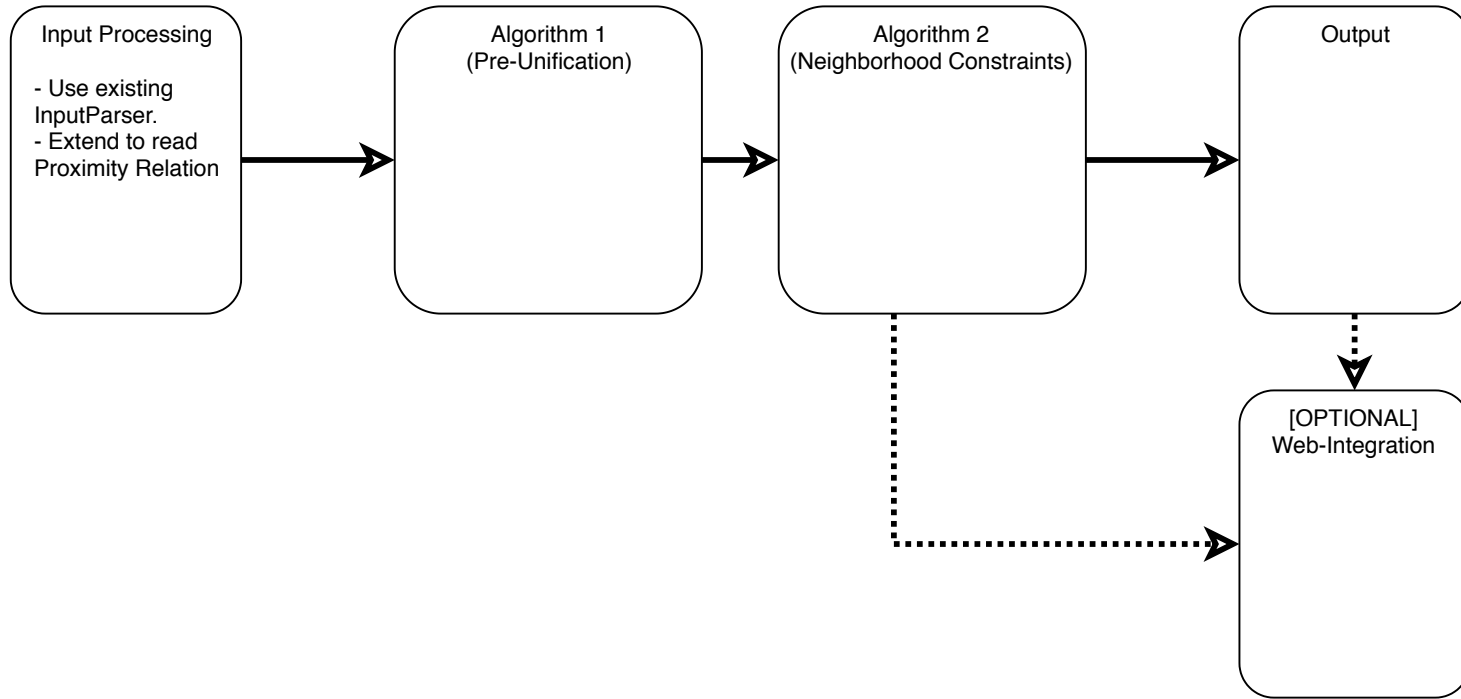 Input Processing
- Use existing
InputParser.
- Extend to read
Proximity Relation
Algorithm 1
(Pre-Unification)
Algorithm 2
(Neighborhood Constraints)
Output
[OPTIONAL]
Web-Integration